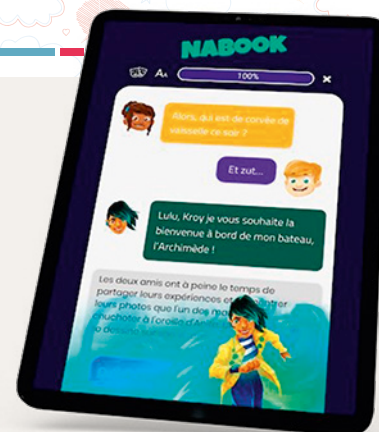 NABOOK
AA
100%
Alors, qui est de corvée de
vaisselle ce soir ?
Et zut...
Lulu, Kroy je vous souhaite la
bienvenue à bord de mon bateau,
l'Archimède !
Les deux amis ont à peine le temps de
partager leurs expériences et
leurs photos que l'un des
chuchoter à l'oreille